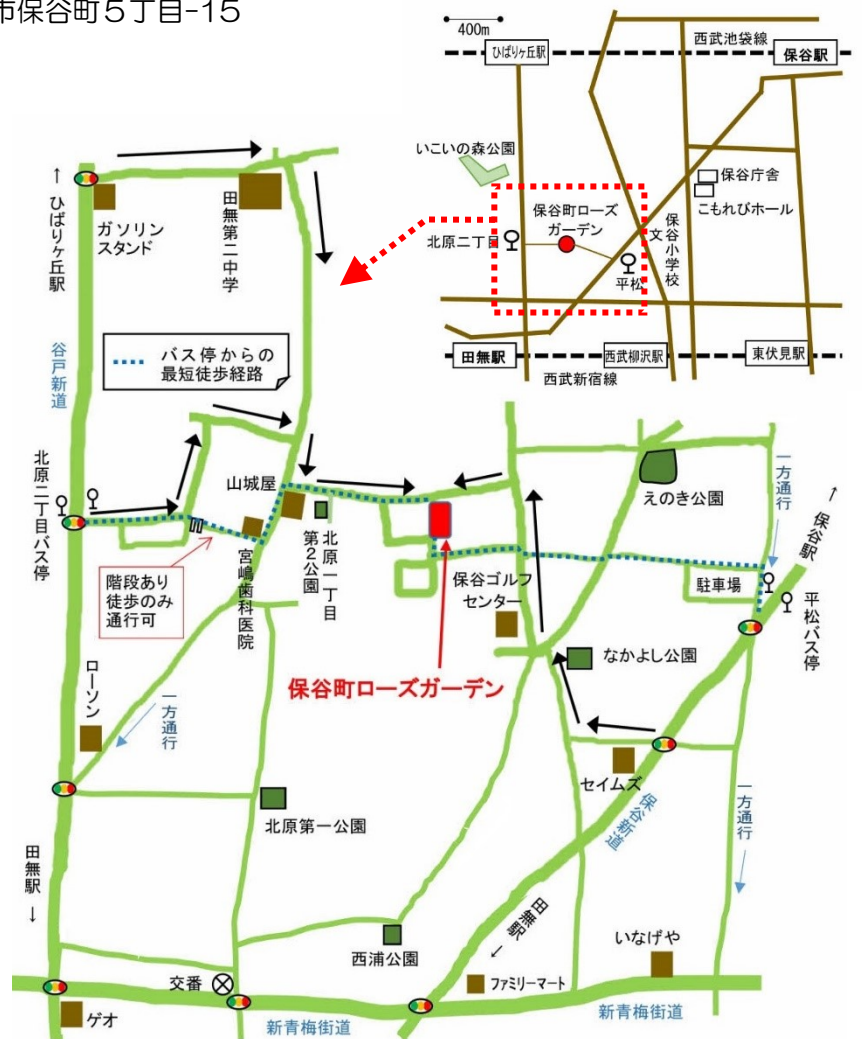 市保谷町5丁目-15
400m
西武池袋線
ひばりヶ丘駅
保谷駅
いこいの森公園
保谷庁舎
こもれびホール
保谷町ローズ
ガーデン
北原二丁目
平松
保谷小学校
文
田無駅
西武柳沢駅
東伏見駅
西武新宿線
↑ ひばりヶ丘駅
ガソリン
スタンド
田無第二中学
谷戸新道
バス停からの
最短徒歩経路
北原二丁目バス停
山城屋
北原一丁目
第2公園
宮嶋歯科医院
階段あり
徒歩のみ
通行可
えのき公園
一方通行
保谷駅
→
駐車場
平松バス停
保谷ゴルフ
センター
なかよし公園
保谷町ローズガーデン
ローソン
一方通行
セイムズ
保谷新道
一方通行
北原第一公園
田無駅
↓
田無駅
↓
西浦公園
いなげや
交番
ファミリーマート
ゲオ
新青梅街道
新青梅街道